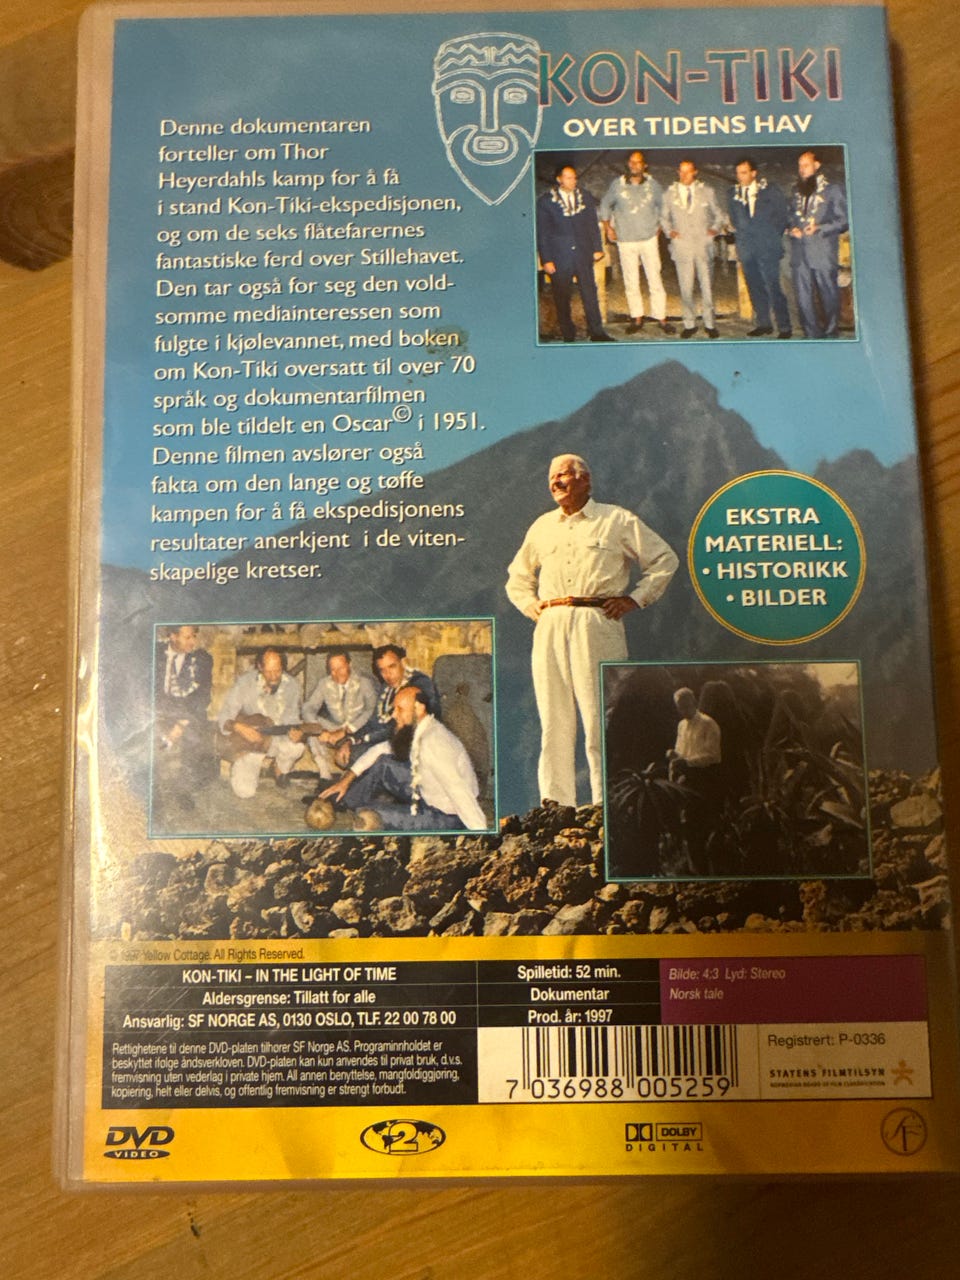 KON-TIKI
OVER TIDENS HAV
Denne dokumentaren
forteller om Thor
Heyerdahls kamp for å få
i stand Kon-Tiki-ekspedisjonen,
og om de seks flåtefarernes
fantastiske ferd over Stillehavet.
Den tar også for seg den vold-
somme mediainteressen som
fulgte i kjølevannet, med boken
om Kon-Tiki oversatt til over 70
språk og dokumentarfilmen
som ble tildelt en Oscar© i 1951.
Denne filmen avslører også
fakta om den lange og tøffe
kampen for å få ekspedisjonens
resultater anerkjent i de viten-
skapelige kretser.
EKSTRA
MATERIELL:
• HISTORIKK
• BILDER
© 1997 Yellow Cottage. All Rights Reserved.
KON-TIKI – IN THE LIGHT OF TIME
Aldersgrense: Tillatt for alle
Ansvarlig: SF NORGE AS, 0130 OSLO, TLF. 22 00 78 00
Rettighetene til denne DVD-platen tilhører SF Norge AS. Programinnholdet er
beskyttet ifølge åndsverkloven. DVD-platen kan kun anvendes til privat bruk, d.v.s.
fremvisning uten vederlag i private hjem. All annen benyttelse, mangfoldiggjøring,
kopiering, helt eller delvis, og offentlig fremvisning er strengt forbudt.
Spilletid: 52 min.
Dokumentar
Prod. år: 1997
Bilde: 4:3 Lyd: Stereo
Norsk tale
7 036988 005259
Registrert: P-0336
STATENS FILMTILSYN
NORWEGIAN BOARD OF FILM CLASSIFICATION
DVD
VIDEO
2
DOLBY
DIGITAL
SF